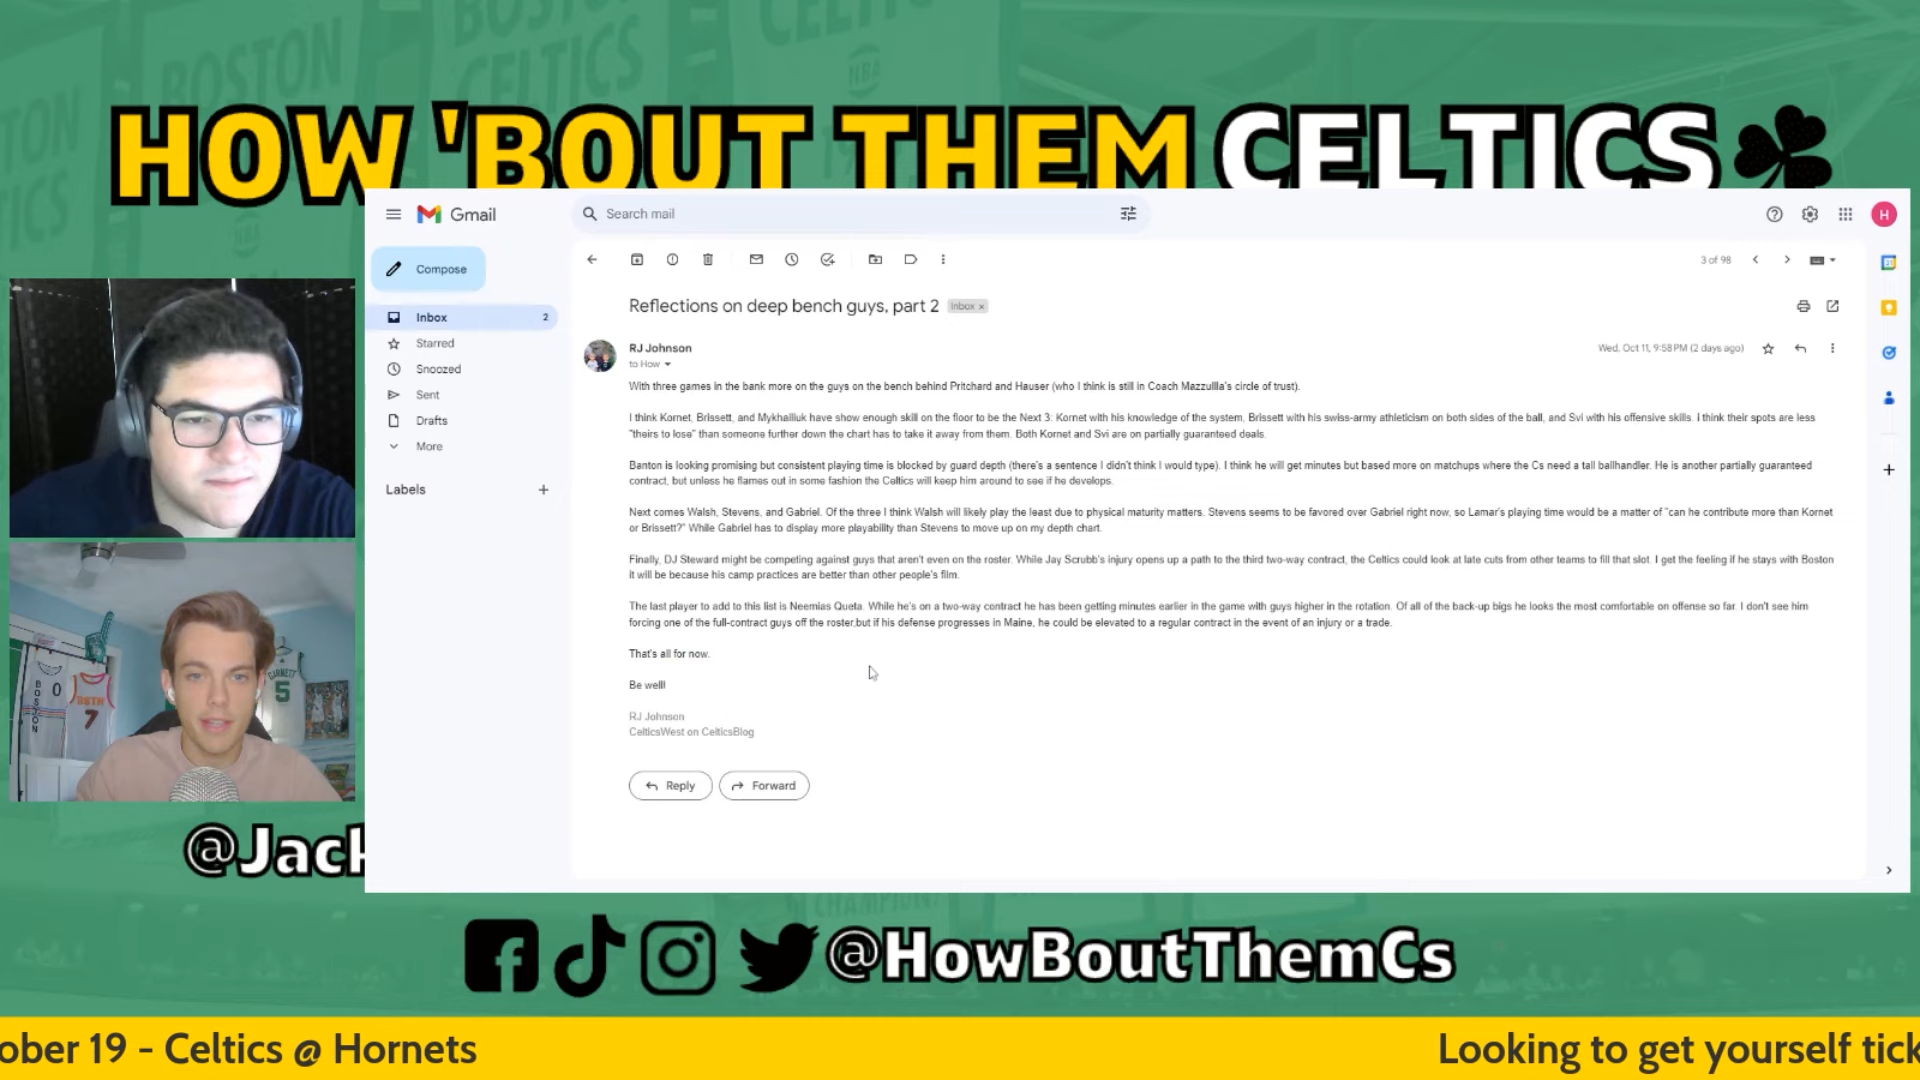 HOW 'BOUT THEM CELTICS
Gmail
Search mail
H
Compose
3 of 98
Inbox
2
Reflections on deep bench guys, part 2
Inbox x
Starred
RJ Johnson
Wed, Oct 11, 9:58 PM (2 days ago)
to How
Snoozed
Sent
Drafts
More
Labels
With three games in the bank more on the guys on the bench behind Pritchard and Hauser (who I think is still in Coach Mazzullla's circle of trust).
I think Kornet, Brissett, and Mykhailiuk have show enough skill on the floor to be the Next 3: Kornet with his knowledge of the system, Brissett with his swiss-army athleticism on both sides of the ball, and Svi with his offensive skills. I think their spots are less
"theirs to lose" than someone further down the chart has to take it away from them. Both Kornet and Svi are on partially guaranteed deals.
Banton is looking promising but consistent playing time is blocked by guard depth (there's a sentence I didn't think I would type). I think he will get minutes but based more on matchups where the Cs need a tall ballhandler. He is another partially guaranteed
contract, but unless he flames out in some fashion the Celtics will keep him around to see if he develops.
Next comes Walsh, Stevens, and Gabriel. Of the three I think Walsh will likely play the least due to physical maturity matters. Stevens seems to be favored over Gabriel right now, so Lamar's playing time would be a matter of "can he contribute more than Kornet
or Brissett?" While Gabriel has to display more playability than Stevens to move up on my depth chart.
Finally, DJ Steward might be competing against guys that aren't even on the roster. While Jay Scrubb's injury opens up a path to the third two-way contract, the Celtics could look at late cuts from other teams to fill that slot. I get the feeling if he stays with Boston
it will be because his camp practices are better than other people's film.
The last player to add to this list is Neemias Queta. While he's on a two-way contract he has been getting minutes earlier in the game with guys higher in the rotation. Of all of the back-up bigs he looks the most comfortable on offense so far. I don't see him
forcing one of the full-contract guys off the roster,but if his defense progresses in Maine, he could be elevated to a regular contract in the event of an injury or a trade.
That's all for now.
Be well!
RJ Johnson
CelticsWest on CelticsBlog
Reply
Forward
BOSTON
0
BSTN
7
GARNETT
5
@Jack
@HowBoutThemCs
ober 19 - Celtics @ Hornets
Looking to get yourself tick
BOSTON
CELTICS
BOSTON
CELTICS
CELTIC
NBA